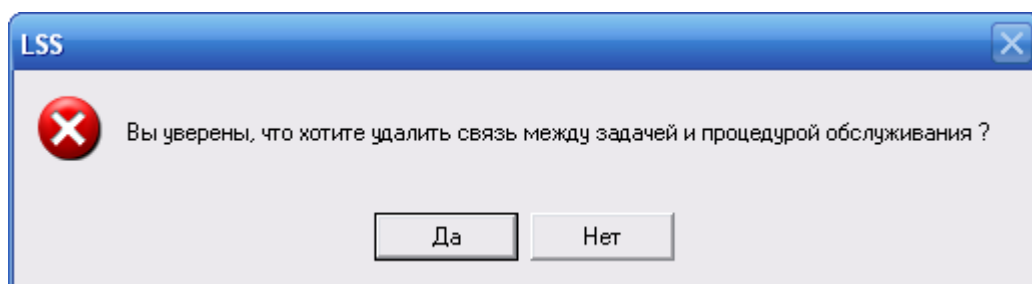 LSS
Вы уверены, что хотите удалить связь между задачей и процедурой обслуживания ?
Да
Нет